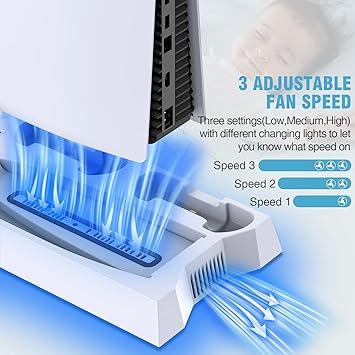 3 ADJUSTABLE
FAN SPEED
Three settings(Low,Medium,High)
with different changing lights to let
you know what speed on
Speed 3
Speed 2
Speed 1